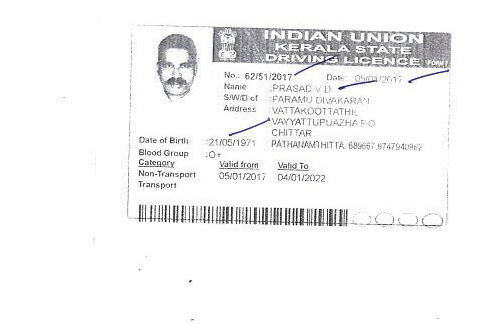 INDIAN UNION
KERALA STATE
DRIVING LICENCE FORM 7
No.: 62/51/2017 Date: 05/01/2017
Name :PRASAD V D
S/W/D of :PARAMU DIVAKARAN
Address :VATTAKOOTTATHIL
VAYYATTUPUZHA P.O
CHITTAR
Date of Birth :21/05/1971 PATHANAMTHITTA, 689667,9747940962
Blood Group :O+
Category Valid from Valid To
Non-Transport 05/01/2017 04/01/2022
Transport